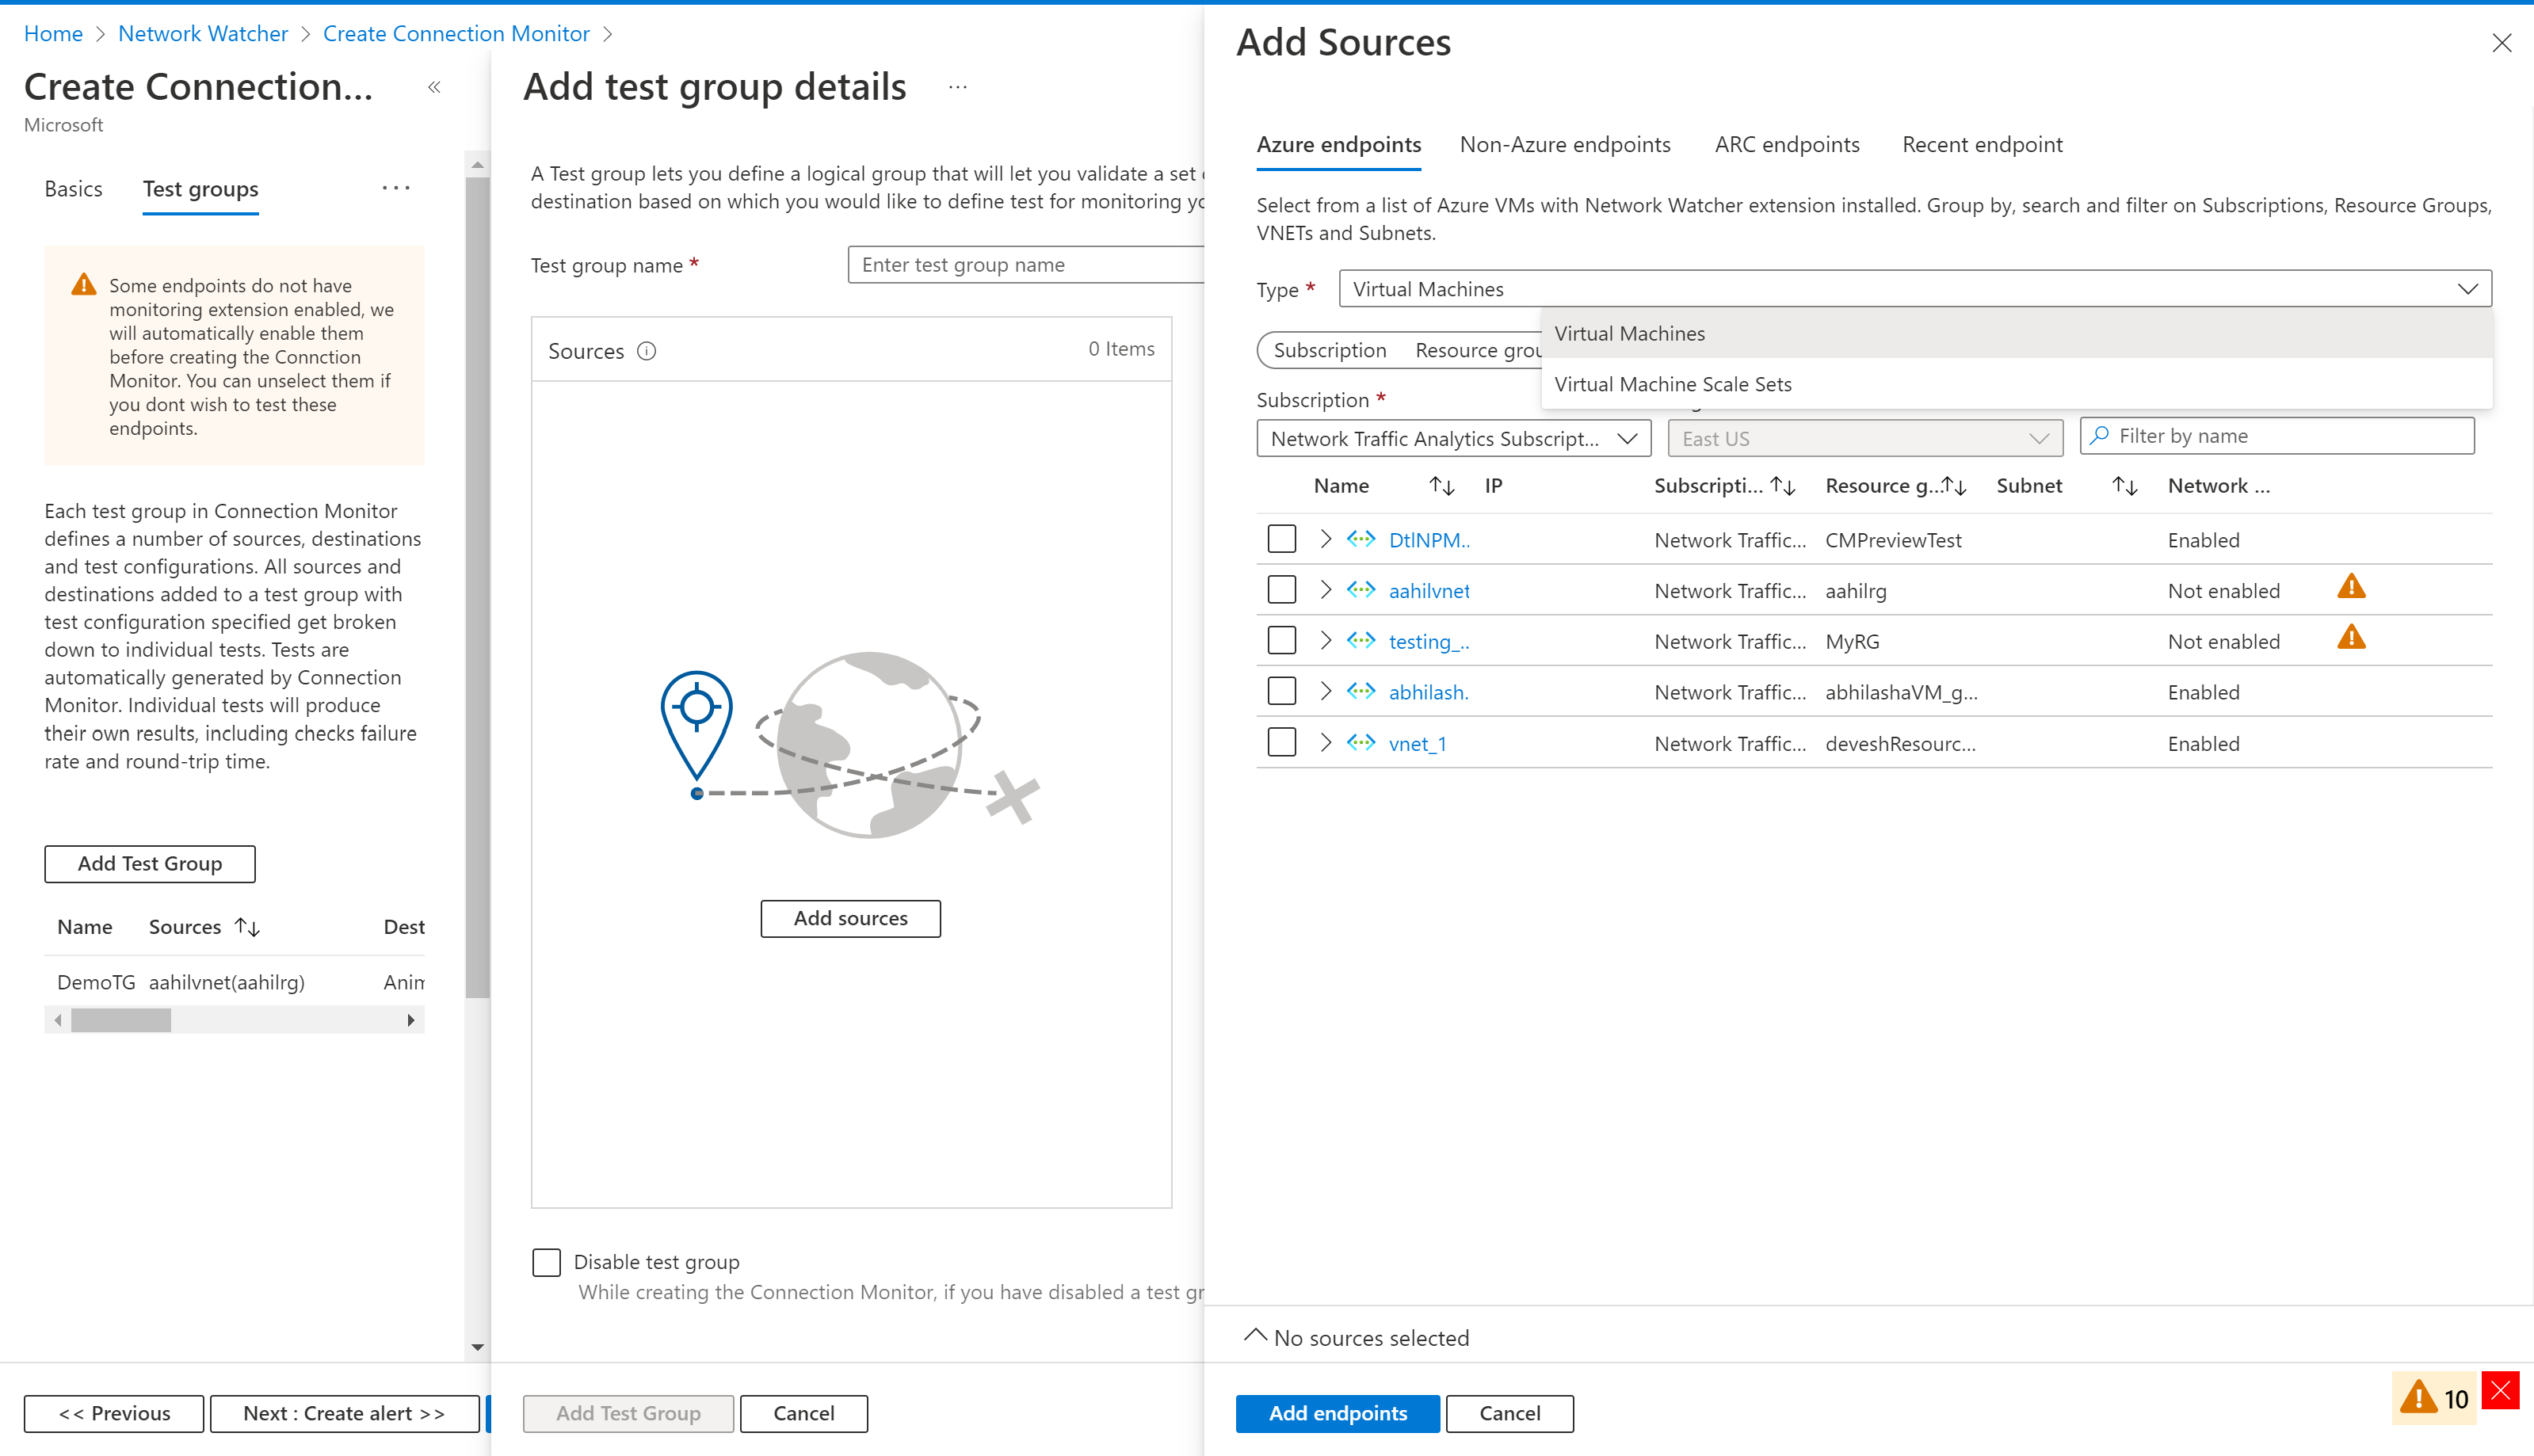 Home > Network Watcher > Create Connection Monitor >
Create Connection...
«
Microsoft
Basics
Test groups
...
Some endpoints do not have
monitoring extension enabled, we
will automatically enable them
before creating the Connction
Monitor. You can unselect them if
you dont wish to test these
endpoints.
Each test group in Connection Monitor
defines a number of sources, destinations
and test configurations. All sources and
destinations added to a test group with
test configuration specified get broken
down to individual tests. Tests are
automatically generated by Connection
Monitor. Individual tests will produce
their own results, including checks failure
rate and round-trip time.
Add Test Group
Name Sources ↑↓ Dest
DemoTG aahilvnet(aahilrg) Anim
<< Previous
Next : Create alert >>
Add test group details
...
A Test group lets you define a logical group that will let you validate a set
destination based on which you would like to define test for monitoring yo
Test group name *
Enter test group name
Sources
0 Items
Add sources
Disable test group
While creating the Connection Monitor, if you have disabled a test gr
Add Test Group
Cancel
Add Sources
Azure endpoints
Non-Azure endpoints
ARC endpoints
Recent endpoint
Select from a list of Azure VMs with Network Watcher extension installed. Group by, search and filter on Subscriptions, Resource Groups,
VNETs and Subnets.
Type *
Virtual Machines
Virtual Machines
Virtual Machine Scale Sets
Subscription
Resource grou
Subscription *
Network Traffic Analytics Subscript...
East US
Filter by name
Name ↑↓ IP Subscripti... ↑↓ Resource g...↑↓ Subnet ↑↓ Network ...
DtlNPM.. Network Traffic... CMPreviewTest Enabled
aahilvnet Network Traffic... aahilrg Not enabled
testing_.. Network Traffic... MyRG Not enabled
abhilash. Network Traffic... abhilashaVM_g... Enabled
vnet_1 Network Traffic... deveshResourc... Enabled
No sources selected
Add endpoints
Cancel
10